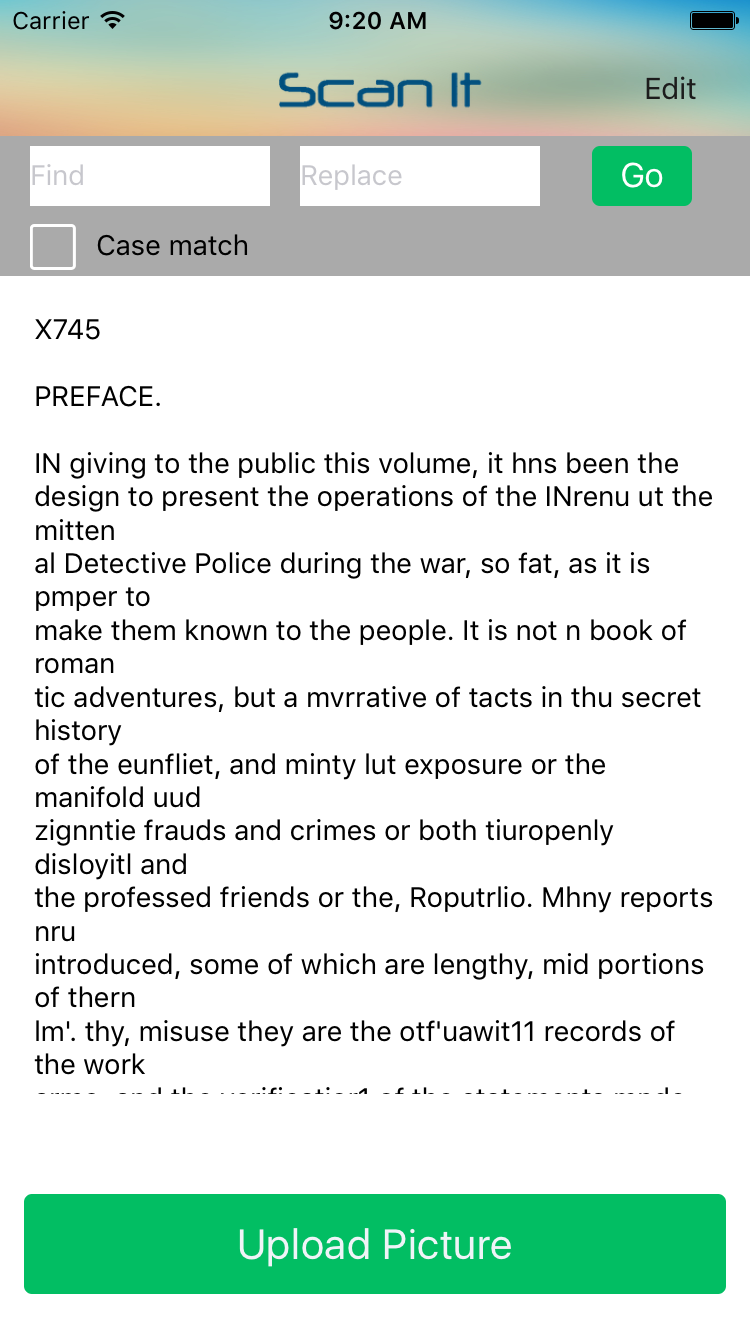 Carrier 9:20 AM
Scan It Edit
Find Replace Go
Case match
X745
PREFACE.
IN giving to the public this volume, it hns been the
design to present the operations of the INrenu ut the
mitten
al Detective Police during the war, so fat, as it is
pmper to
make them known to the people. It is not n book of
roman
tic adventures, but a mvrrative of tacts in thu secret
history
of the eunfliet, and minty lut exposure or the
manifold uud
zignntie frauds and crimes or both tiuropenly
disloyitl and
the professed friends or the, Roputrlio. Mhny reports
nru
introduced, some of which are lengthy, mid portions
of thern
lm'. thy, misuse they are the otf'uawit11 records of
the work
and the of the statements
Upload Picture